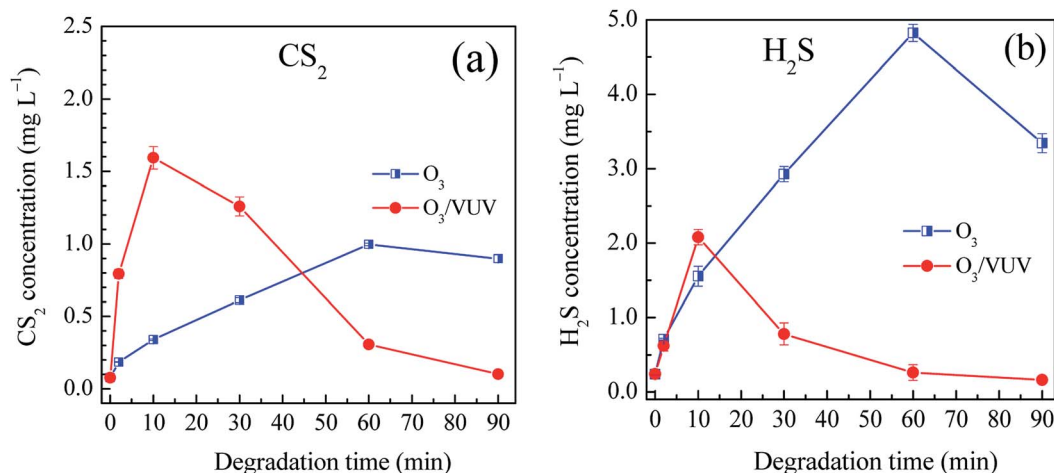 CS₂
(a)
CS₂ concentration (mg L⁻¹)
2.5
2.0
1.5
1.0
0.5
0.0
O₃
O₃/VUV
0 10 20 30 40 50 60 70 80 90
Degradation time (min)
H₂S
(b)
H₂S concentration (mg L⁻¹)
5.0
4.0
3.0
2.0
1.0
0.0
O₃
O₃/VUV
0 10 20 30 40 50 60 70 80 90
Degradation time (min)